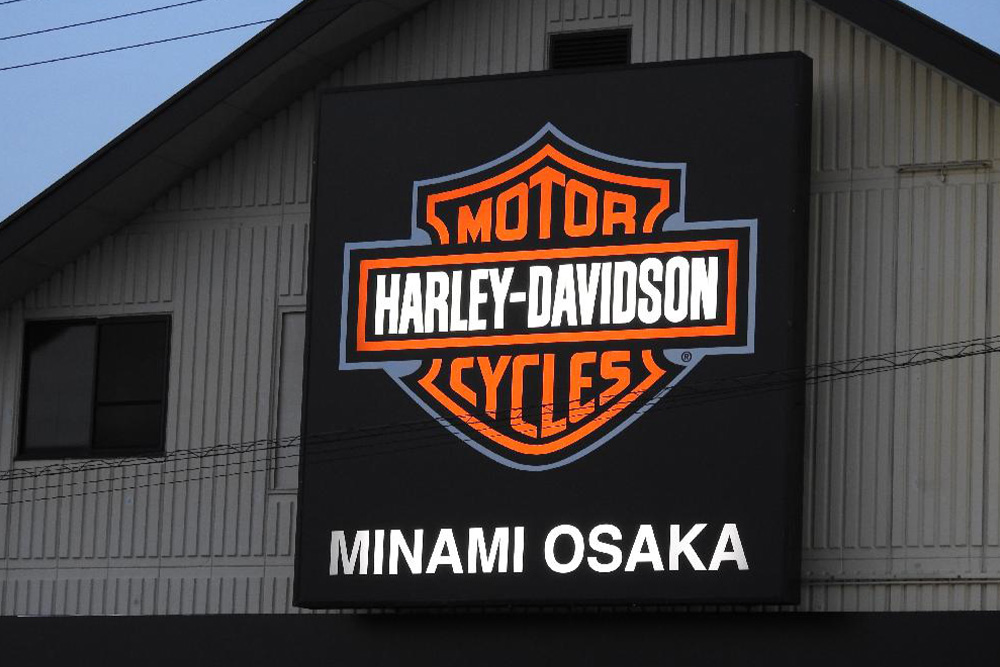 MOTOR
HARLEY-DAVIDSON
CYCLES
®
MINAMI OSAKA